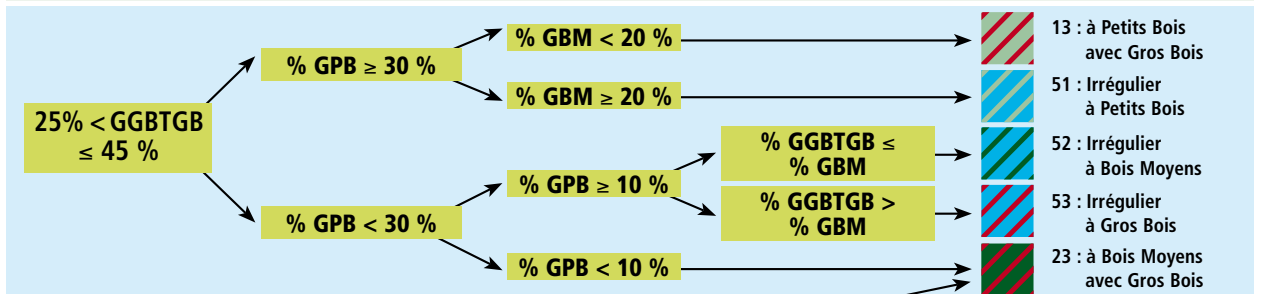 25% < GGBTGB
≤ 45 %
% GPB ≥ 30 %
% GBM < 20 %
13 : à Petits Bois
avec Gros Bois
% GBM ≥ 20 %
51 : Irrégulier
à Petits Bois
% GPB < 30 %
% GPB ≥ 10 %
% GGBTGB ≤
% GBM
52 : Irrégulier
à Bois Moyens
% GGBTGB >
% GBM
53 : Irrégulier
à Gros Bois
% GPB < 10 %
23 : à Bois Moyens
avec Gros Bois